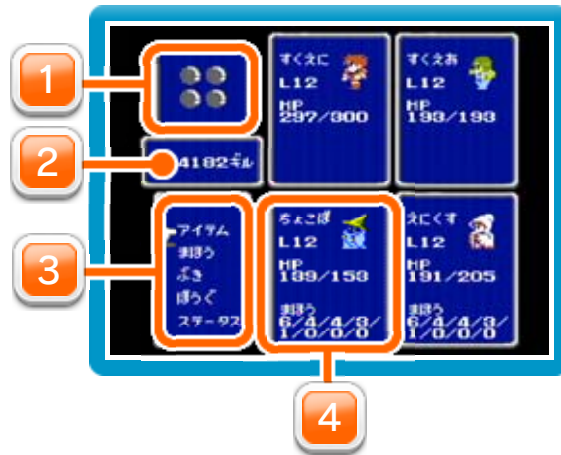 1
すくえに
L12
HP
297/300
すくえお
L12
HP
193/193
2
4182ギル
3
アイテム
まほう
ぶき
ぼうぐ
ステータス
ちょこぼ
L12
HP
139/153
まほう
6/4/4/3/
1/0/0/0
えにくす
L12
HP
191/205
まほう
6/4/4/3/
1/0/0/0
4